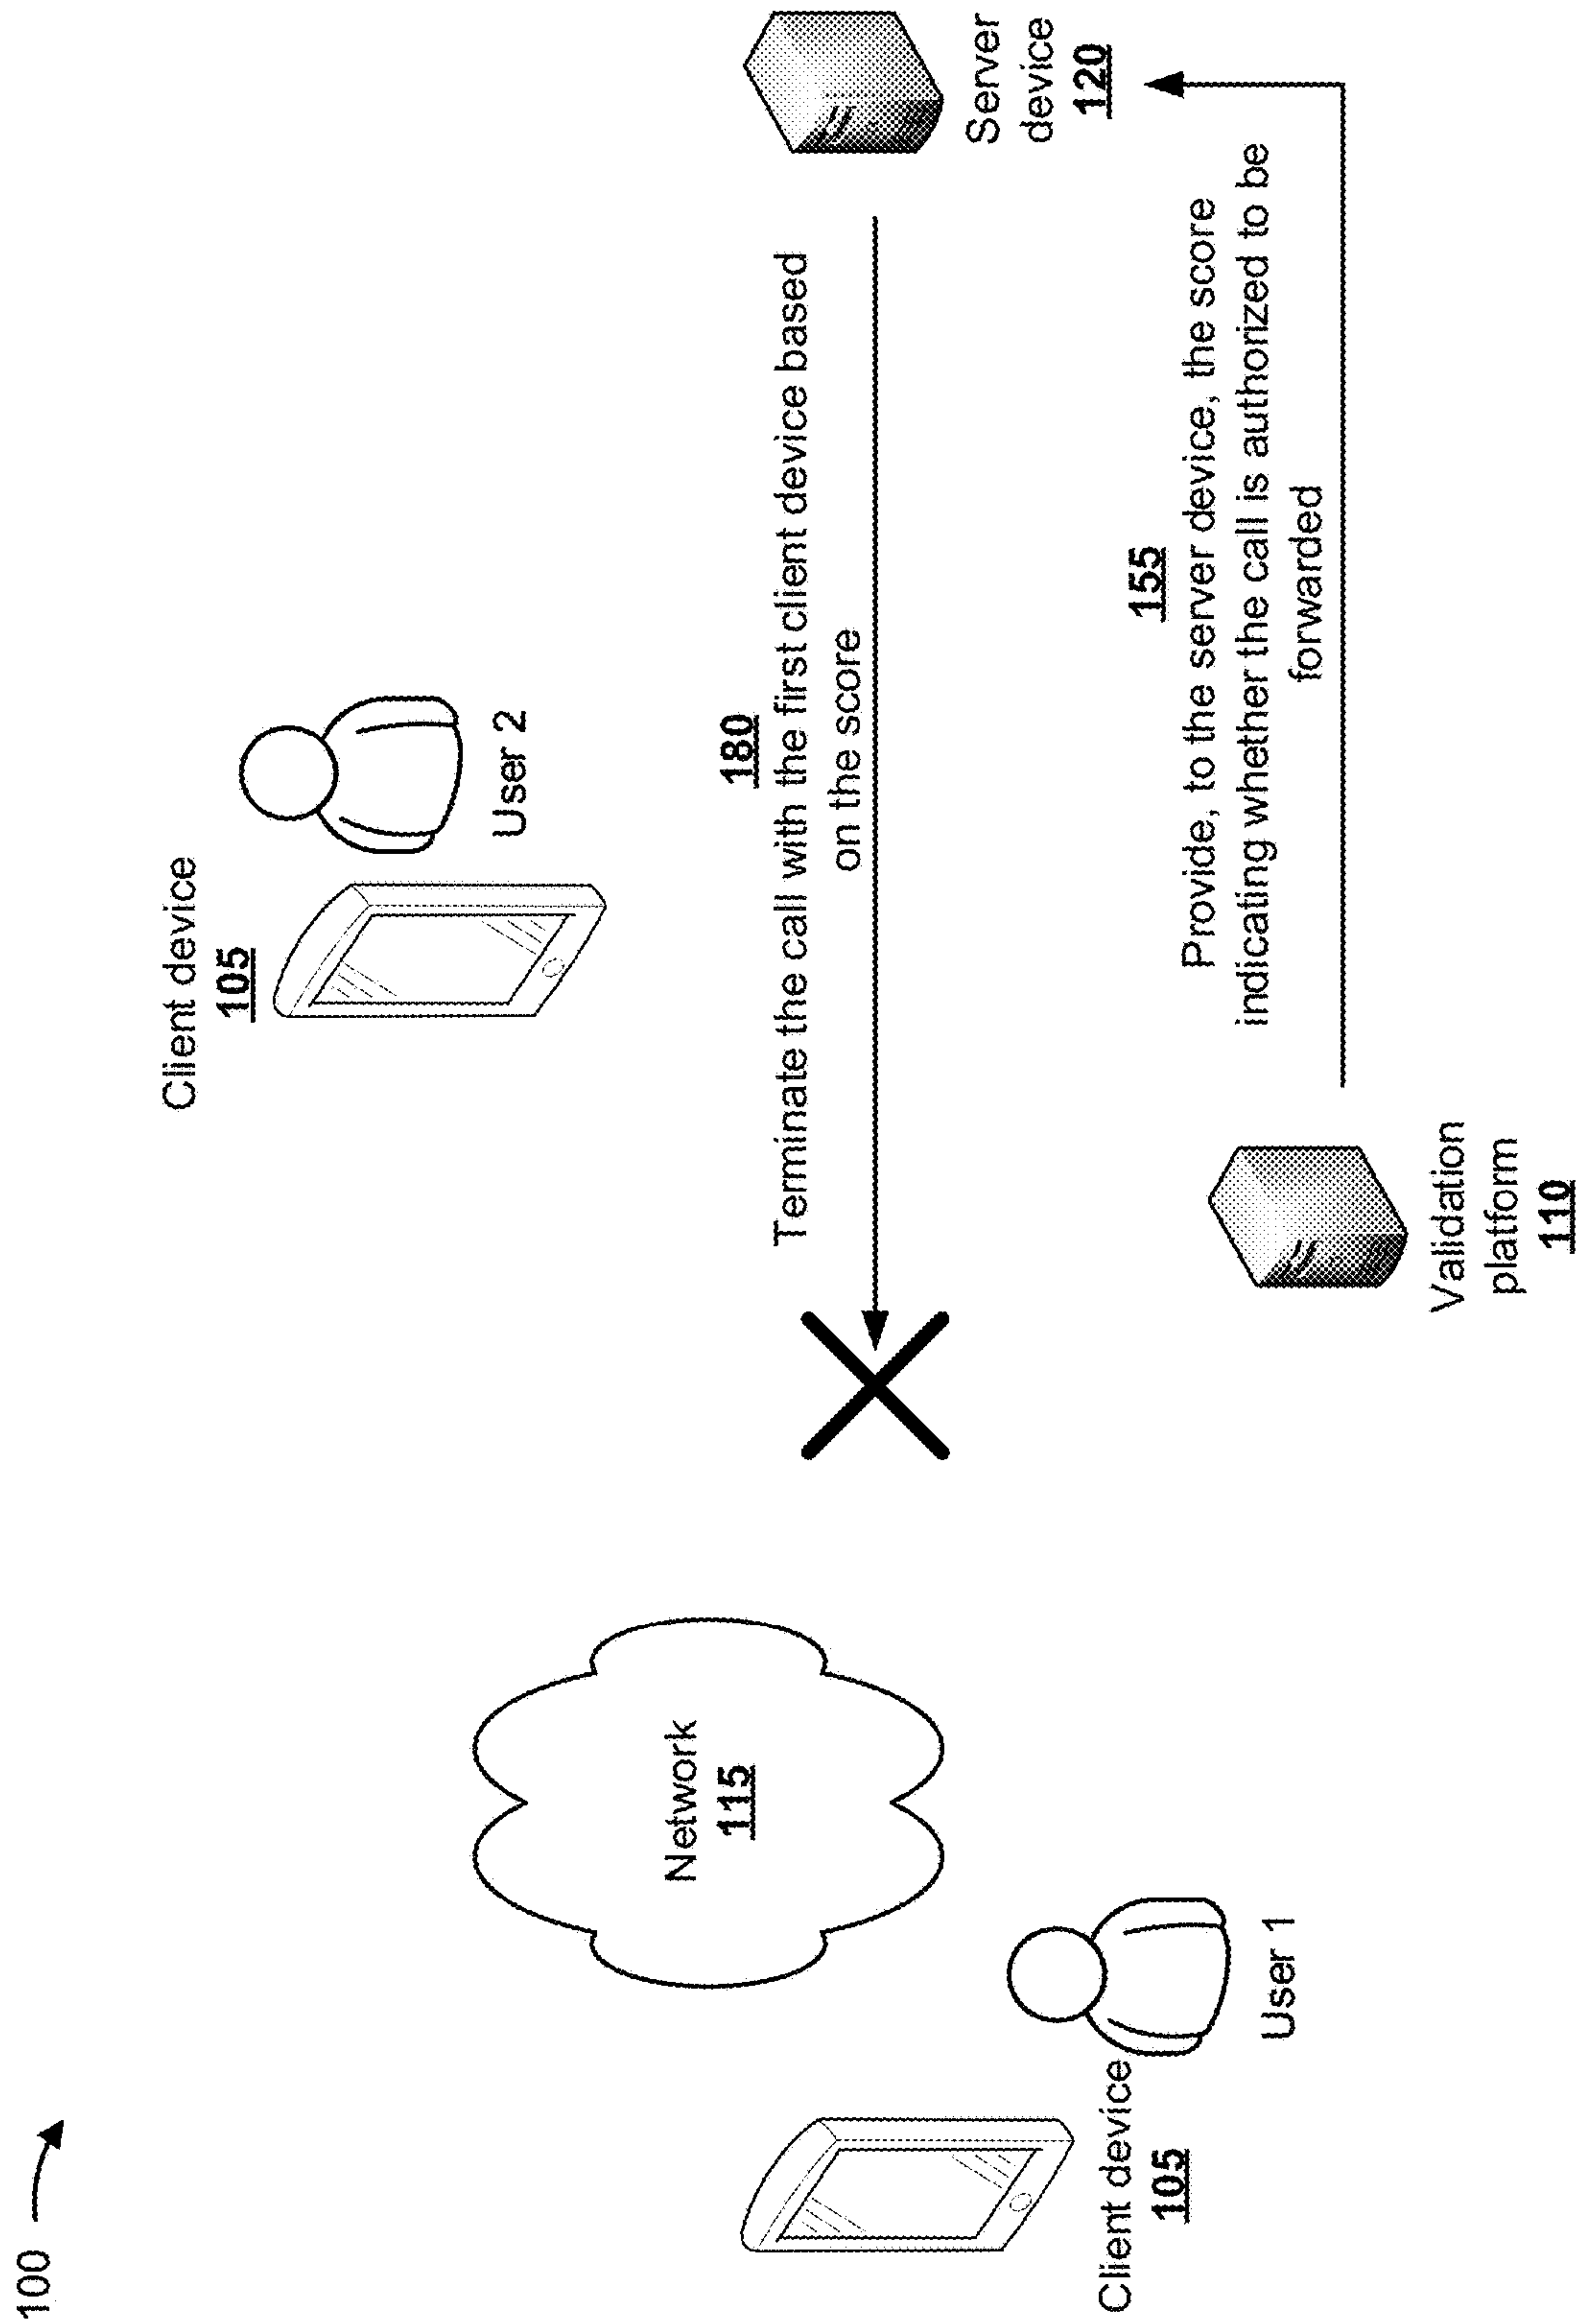 100
Client device
105
User 2
Network
115
180
Terminate the call with the first client device based
on the score
Server
device
120
Client device
105
User 1
155
Provide, to the server device, the score
indicating whether the call is authorized to be
forwarded
Validation
platform
110